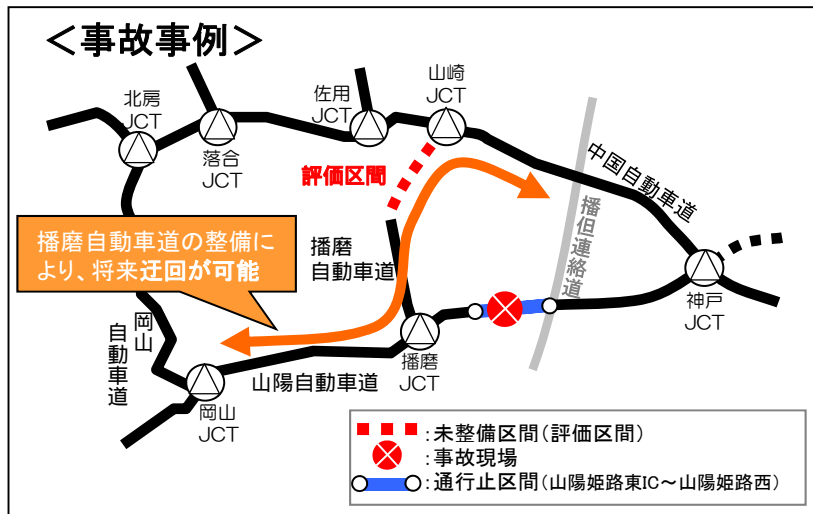 ＜事故事例＞
北房
JCT
落合
JCT
佐用
JCT
山崎
JCT
評価区間
中国自動車道
播但連絡道
播磨自動車道の整備に
より、将来迂回が可能
播磨
自動車道
神戸
JCT
岡山
自動車道
播磨
JCT
山陽自動車道
岡山
JCT
：未整備区間（評価区間）
：事故現場
：通行止区間（山陽姫路東IC～山陽姫路西）